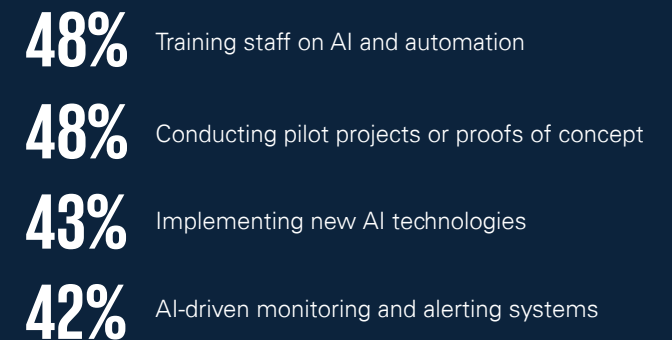 48% Training staff on AI and automation
48% Conducting pilot projects or proofs of concept
43% Implementing new AI technologies
42% AI-driven monitoring and alerting systems